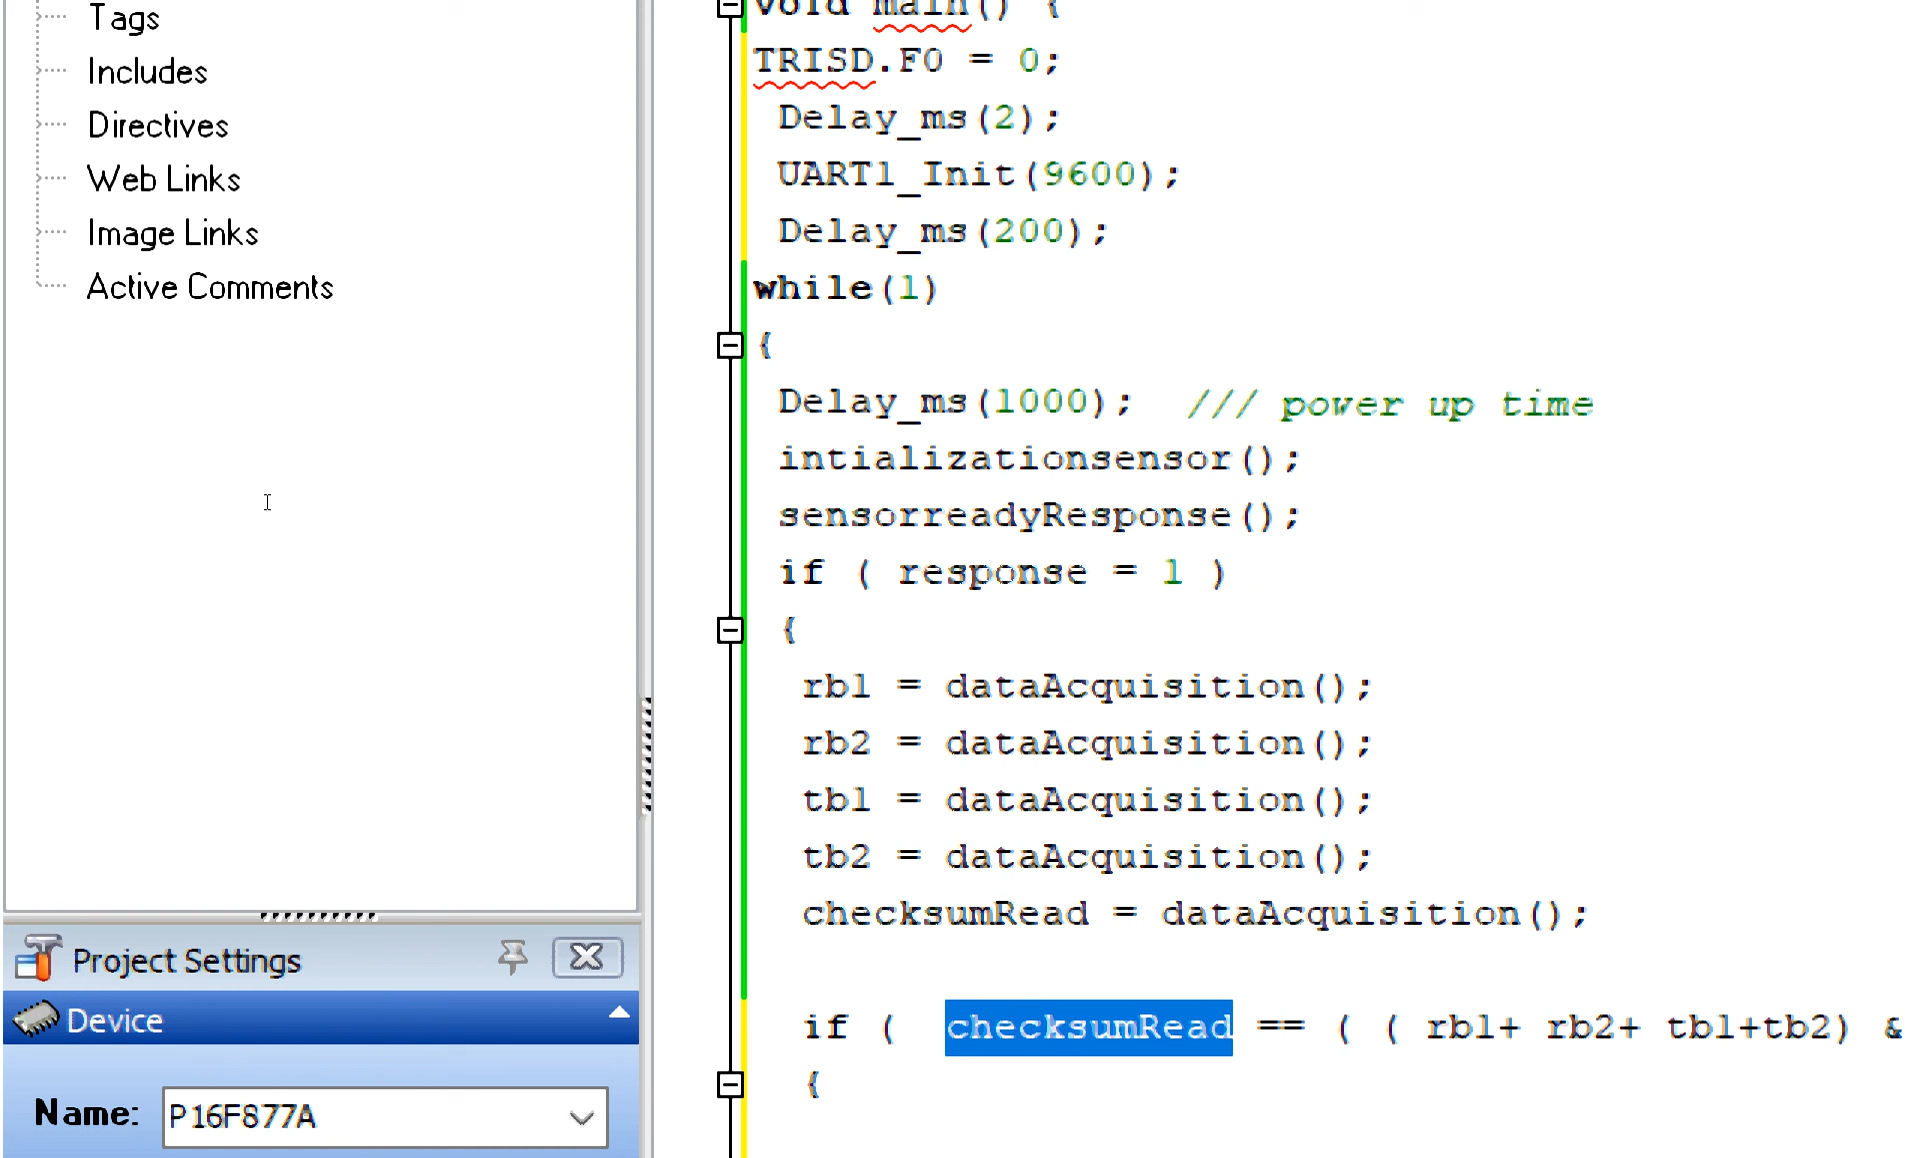 Tags
Includes
Directives
Web Links
Image Links
Active Comments
Project Settings
Device
Name: P16F877A
void main() {
TRISD.F0 = 0;
Delay_ms(2);
UART1_Init(9600);
Delay_ms(200);
while(1)
{
Delay_ms(1000); /// power up time
intializationsensor();
sensorreadyResponse();
if ( response = 1 )
{
rb1 = dataAcquisition();
rb2 = dataAcquisition();
tb1 = dataAcquisition();
tb2 = dataAcquisition();
checksumRead = dataAcquisition();
if ( checksumRead == ( ( rb1+ rb2+ tb1+tb2) &
{